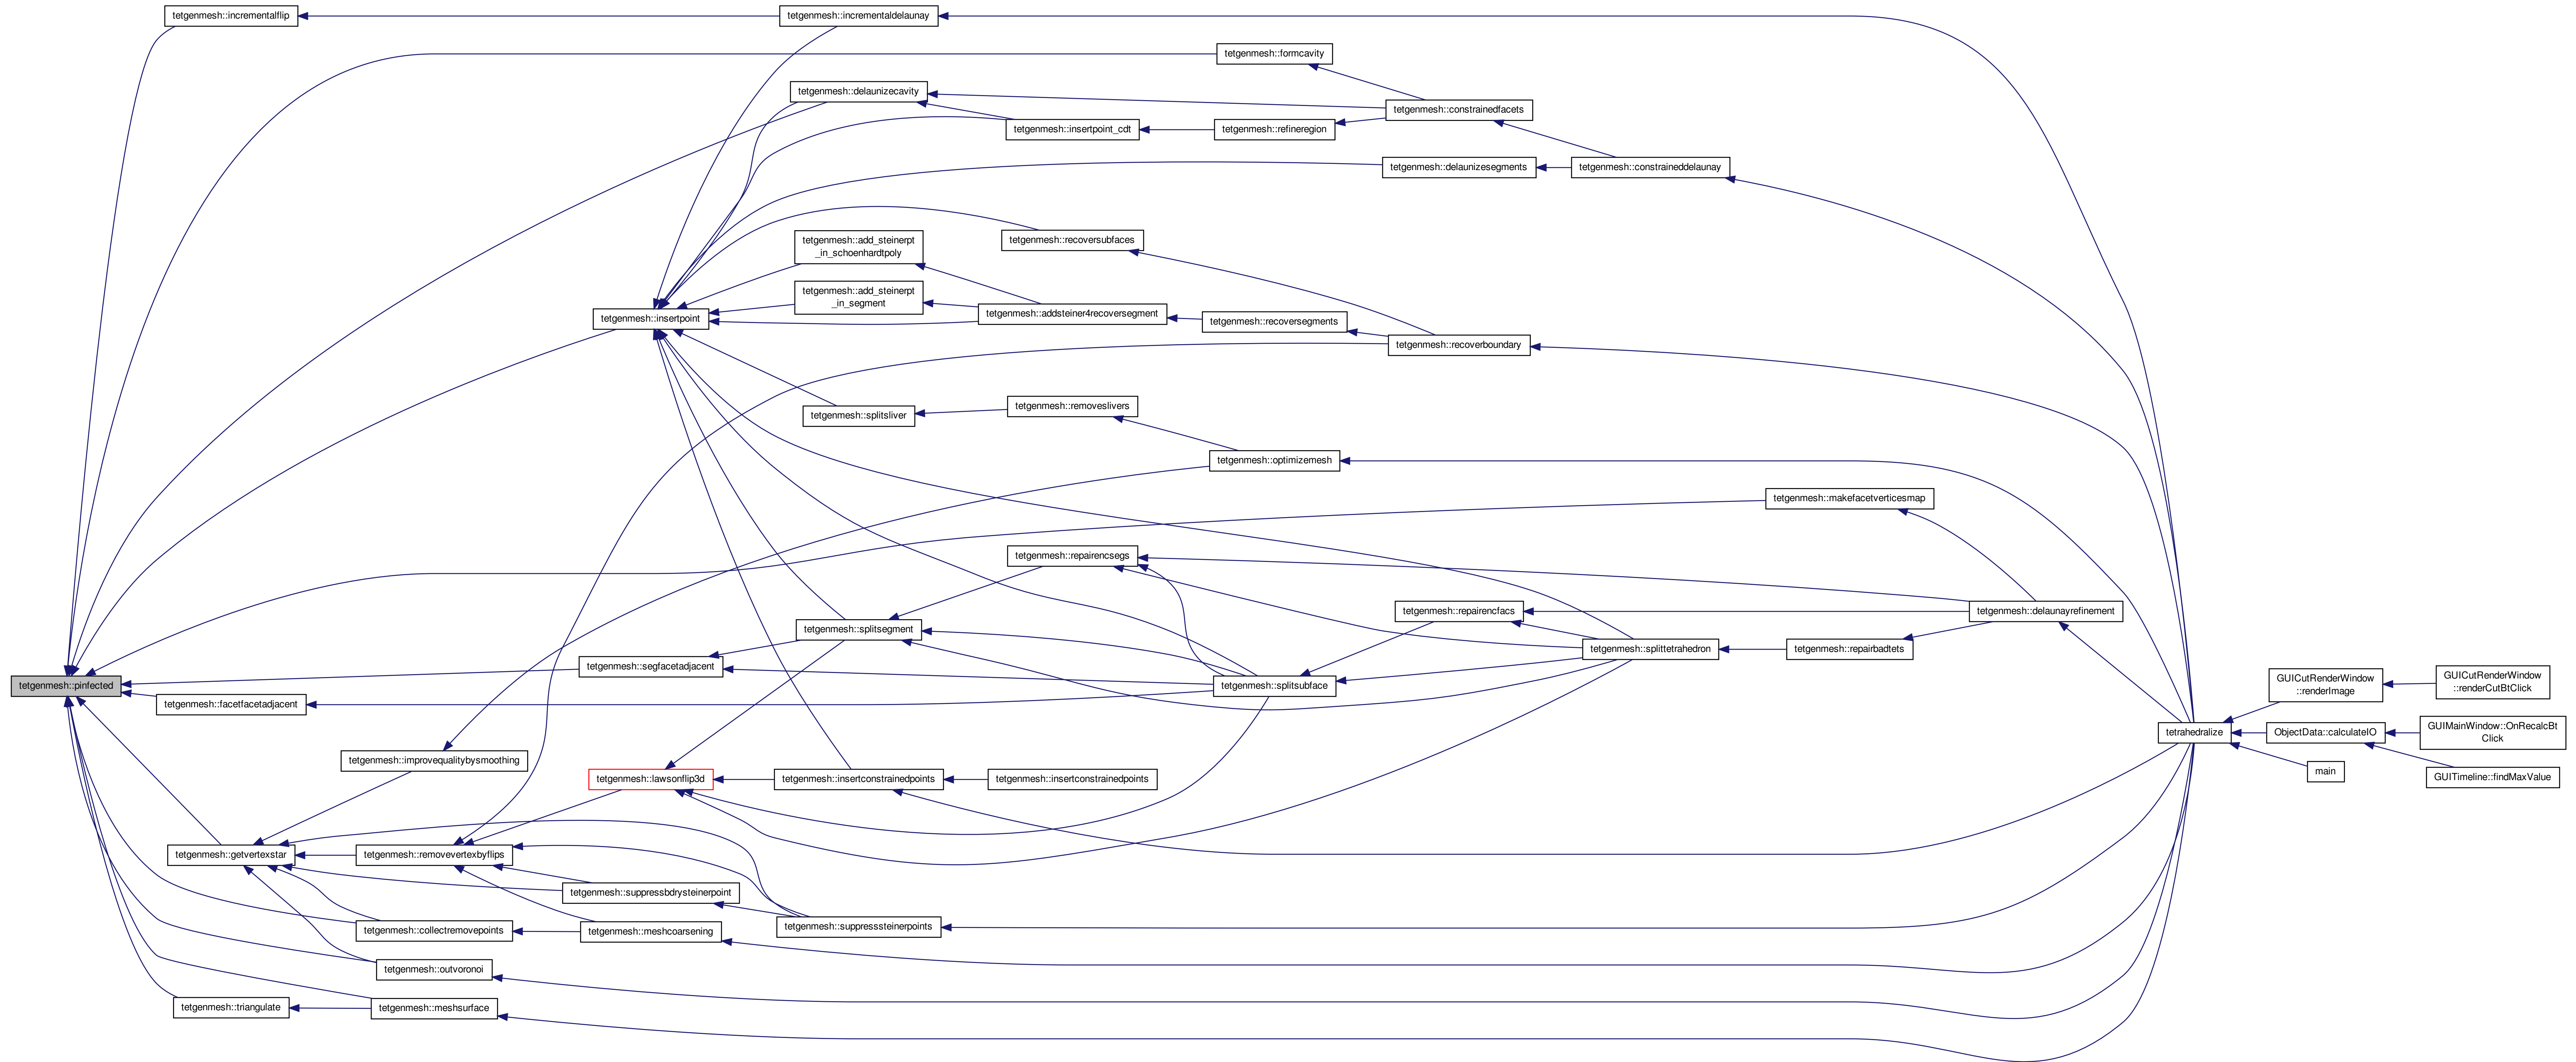 tetgenmesh::incrementalflip
tetgenmesh::incrementaldelaunay
tetgenmesh::formcavity
tetgenmesh::delaunizecavity
tetgenmesh::constrainedfacets
tetgenmesh::insertpoint_cdt
tetgenmesh::refineregion
tetgenmesh::delaunizesegments
tetgenmesh::constraineddelaunay
tetgenmesh::add_steinerpt
_in_schoenhardtpoly
tetgenmesh::recoversubfaces
tetgenmesh::add_steinerpt
_in_segment
tetgenmesh::insertpoint
tetgenmesh::addsteiner4recoversegment
tetgenmesh::recoversegments
tetgenmesh::recoverboundary
tetgenmesh::splitsliver
tetgenmesh::removeslivers
tetgenmesh::optimizemesh
tetgenmesh::makefacetverticesmap
tetgenmesh::repairencsegs
tetgenmesh::repairencfacs
tetgenmesh::delaunayrefinement
tetgenmesh::splitsegment
tetgenmesh::splittetrahedron
tetgenmesh::repairbadtets
tetgenmesh::segfacetadjacent
tetgenmesh::pinfected
tetgenmesh::splitsubface
GUICutRenderWindow
::renderImage
GUICutRenderWindow
::renderCutBtClick
tetgenmesh::facetfacetadjacent
tetrahedralize
ObjectData::calculateIO
GUIMainWindow::OnRecalcBt
Click
tetgenmesh::improvequalitybysmoothing
tetgenmesh::lawsonflip3d
tetgenmesh::insertconstrainedpoints
tetgenmesh::insertconstrainedpoints
main
GUITimeline::findMaxValue
tetgenmesh::getvertexstar
tetgenmesh::removevertexbyflips
tetgenmesh::suppressbdrysteinerpoint
tetgenmesh::collectremovepoints
tetgenmesh::meshcoarsening
tetgenmesh::suppresssteinerpoints
tetgenmesh::outvoronoi
tetgenmesh::triangulate
tetgenmesh::meshsurface